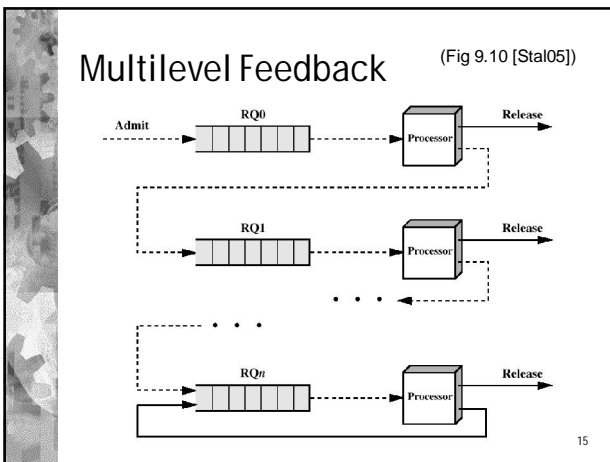 Multilevel Feedback
(Fig 9.10 [Stal05])
RQ0
Admit
Release
Processor
RQ1
Release
Processor
RQn
Release
Processor
15